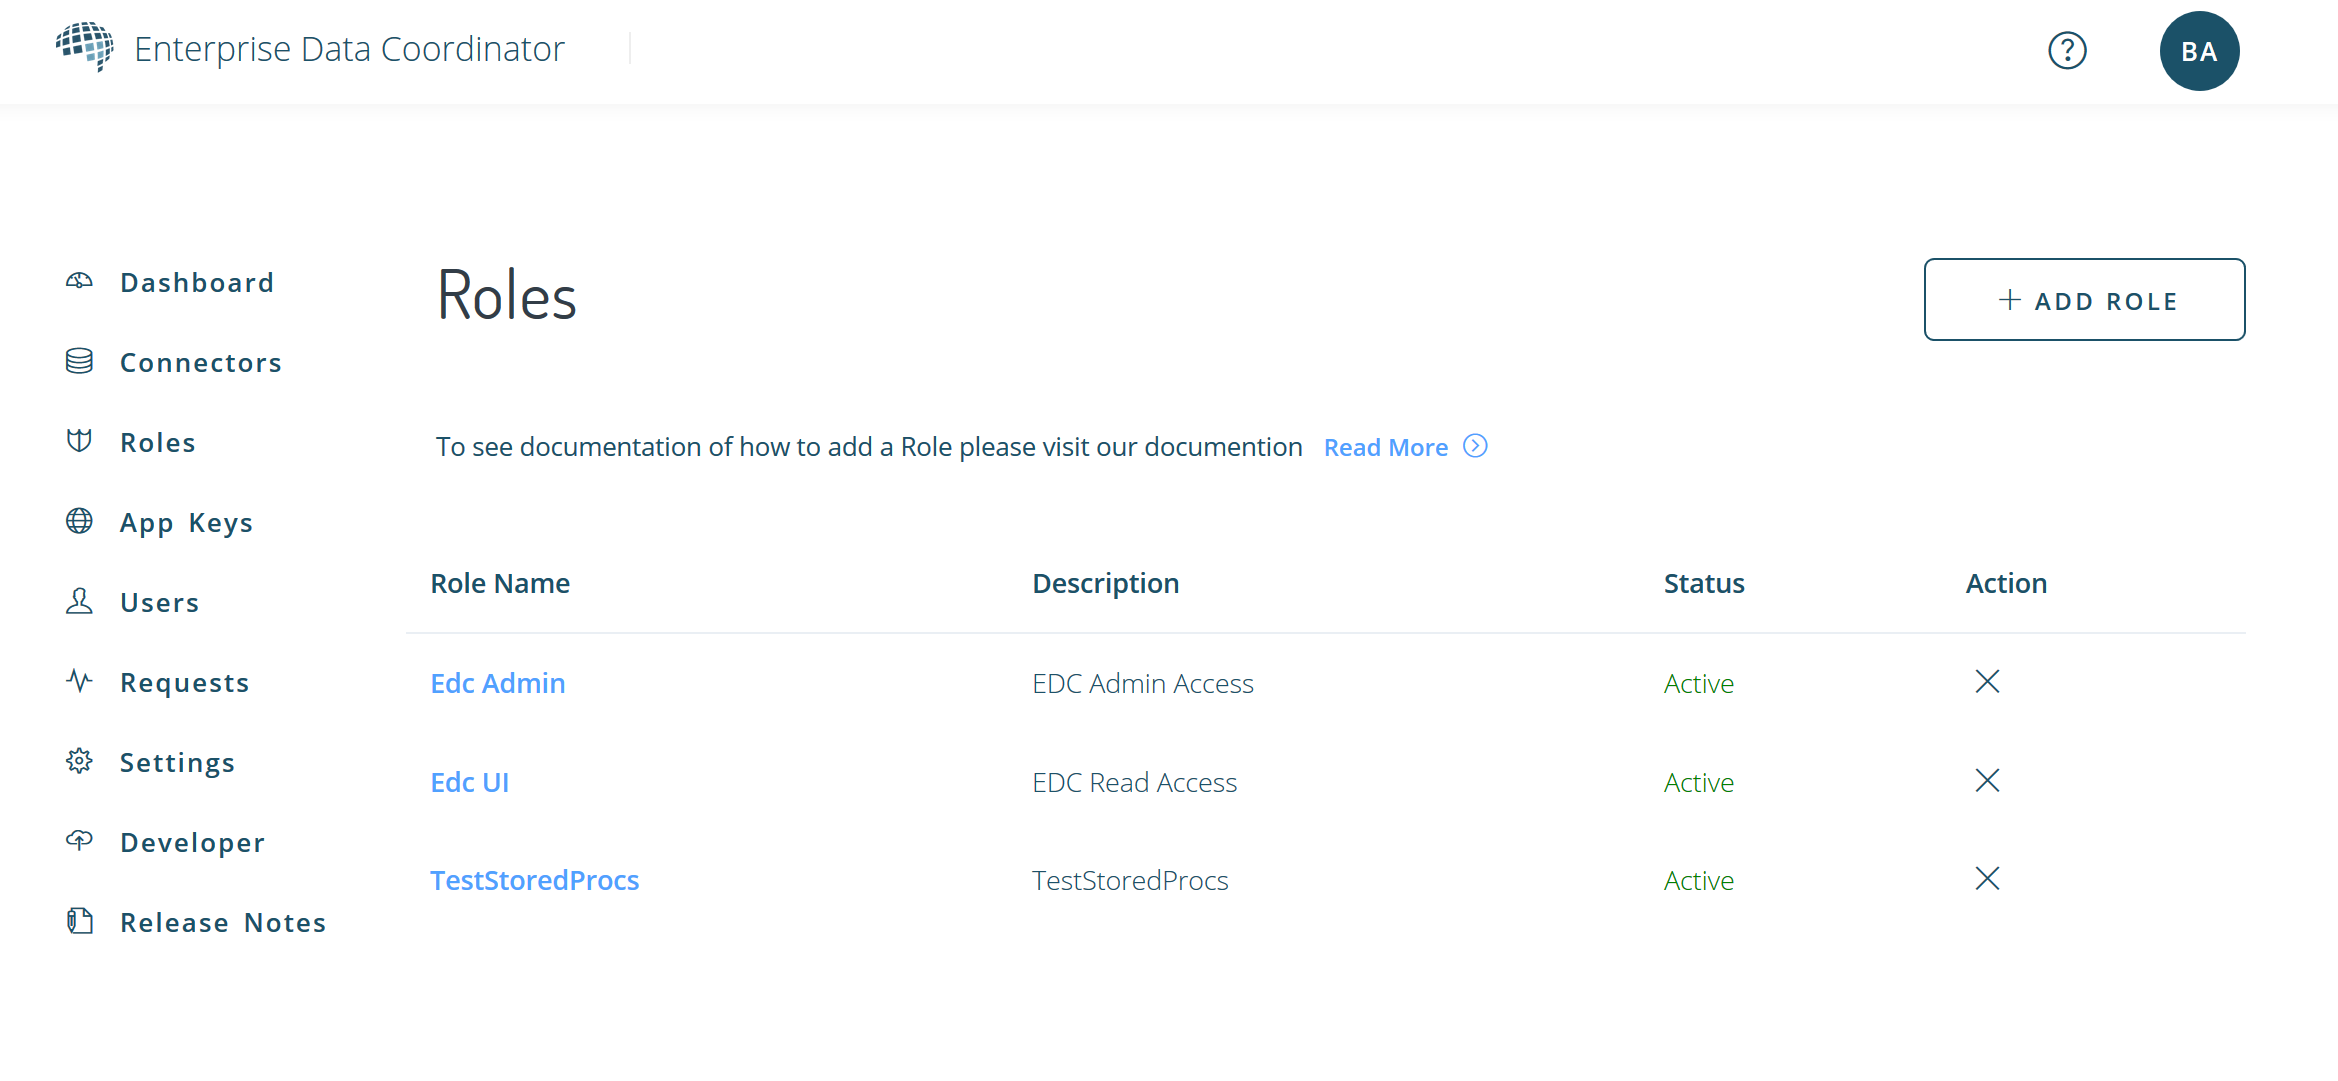 Enterprise Data Coordinator
BA
Dashboard
Connectors
Roles
App Keys
Users
Requests
Settings
Developer
Release Notes
Roles
+ ADD ROLE
To see documentation of how to add a Role please visit our documention Read More
Role Name Description Status Action
Edc Admin EDC Admin Access Active
Edc UI EDC Read Access Active
TestStoredProcs TestStoredProcs Active